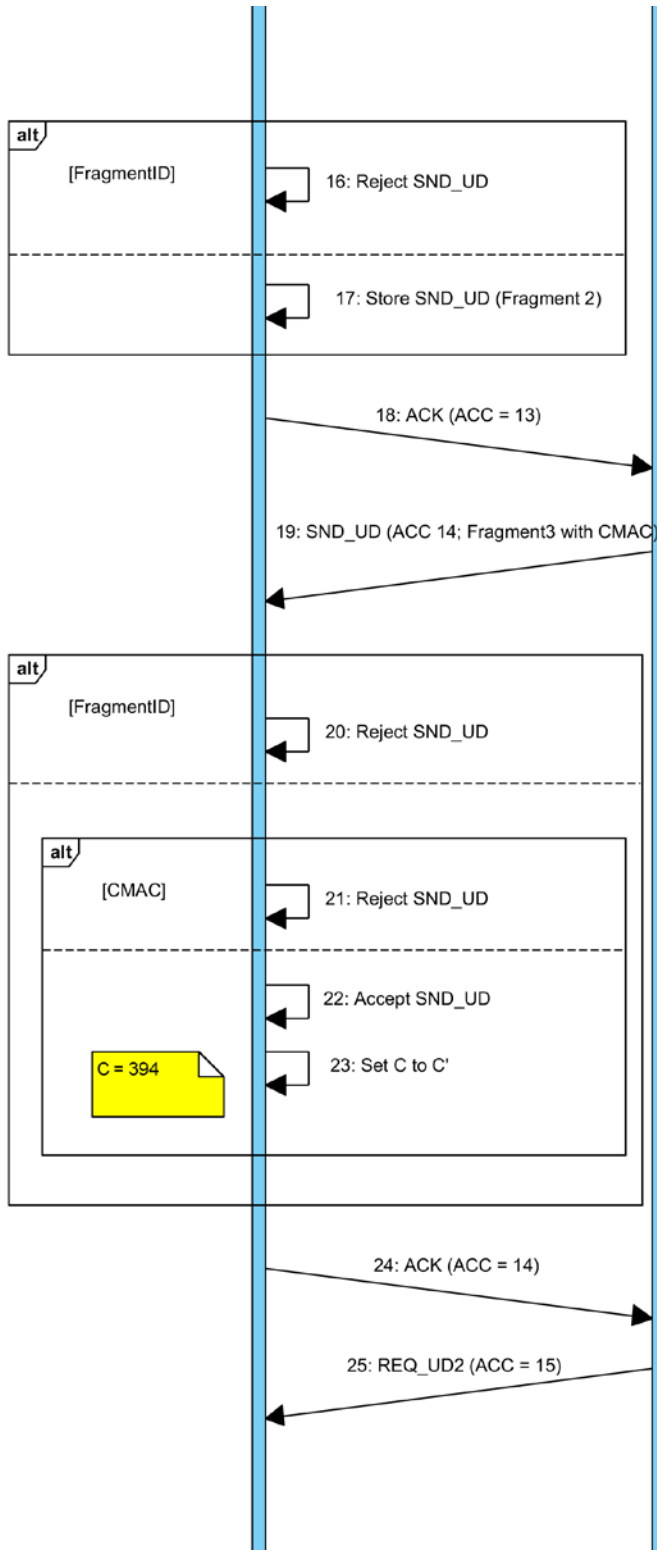 alt
[FragmentID]
16: Reject SND_UD
17: Store SND_UD (Fragment 2)
18: ACK (ACC = 13)
19: SND_UD (ACC 14; Fragment3 with CMAC)
alt
[FragmentID]
20: Reject SND_UD
alt
[CMAC]
21: Reject SND_UD
22: Accept SND_UD
C = 394
23: Set C to C'
24: ACK (ACC = 14)
25: REQ_UD2 (ACC = 15)